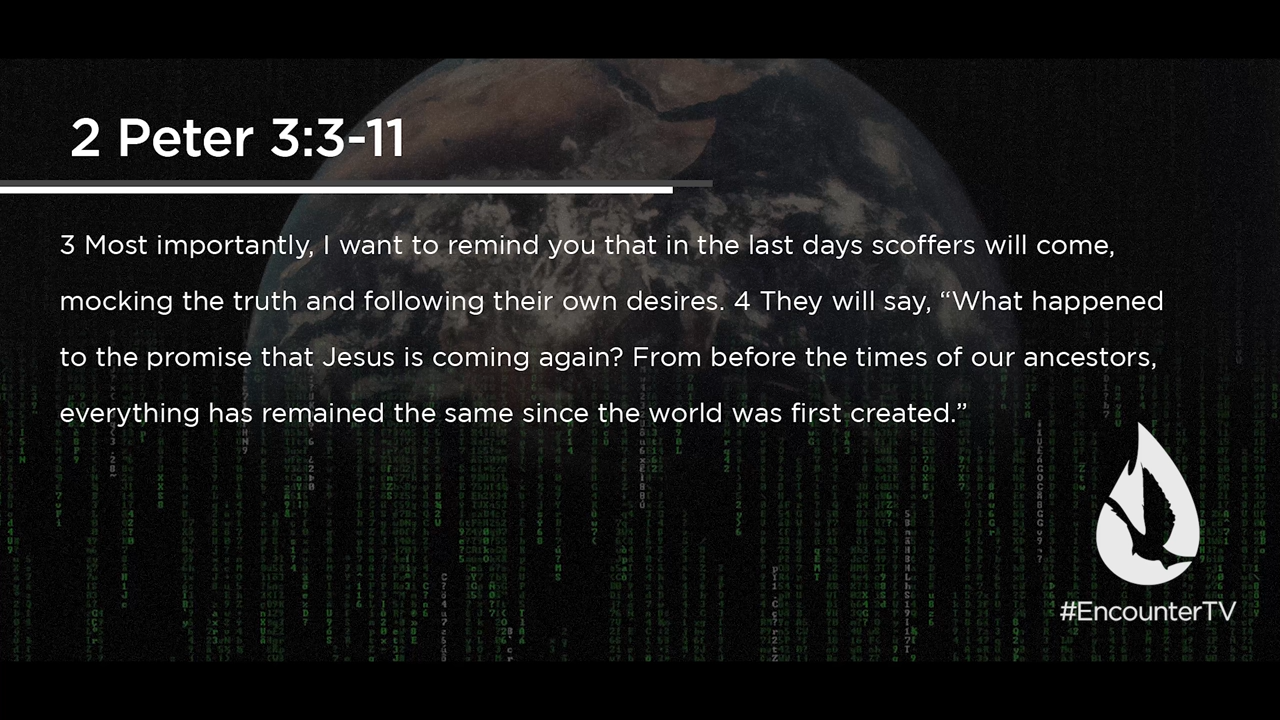 2 Peter 3:3-11
3 Most importantly, I want to remind you that in the last days scoffers will come,
mocking the truth and following their own desires. 4 They will say, “What happened
to the promise that Jesus is coming again? From before the times of our ancestors,
everything has remained the same since the world was first created.”
#EncounterTV